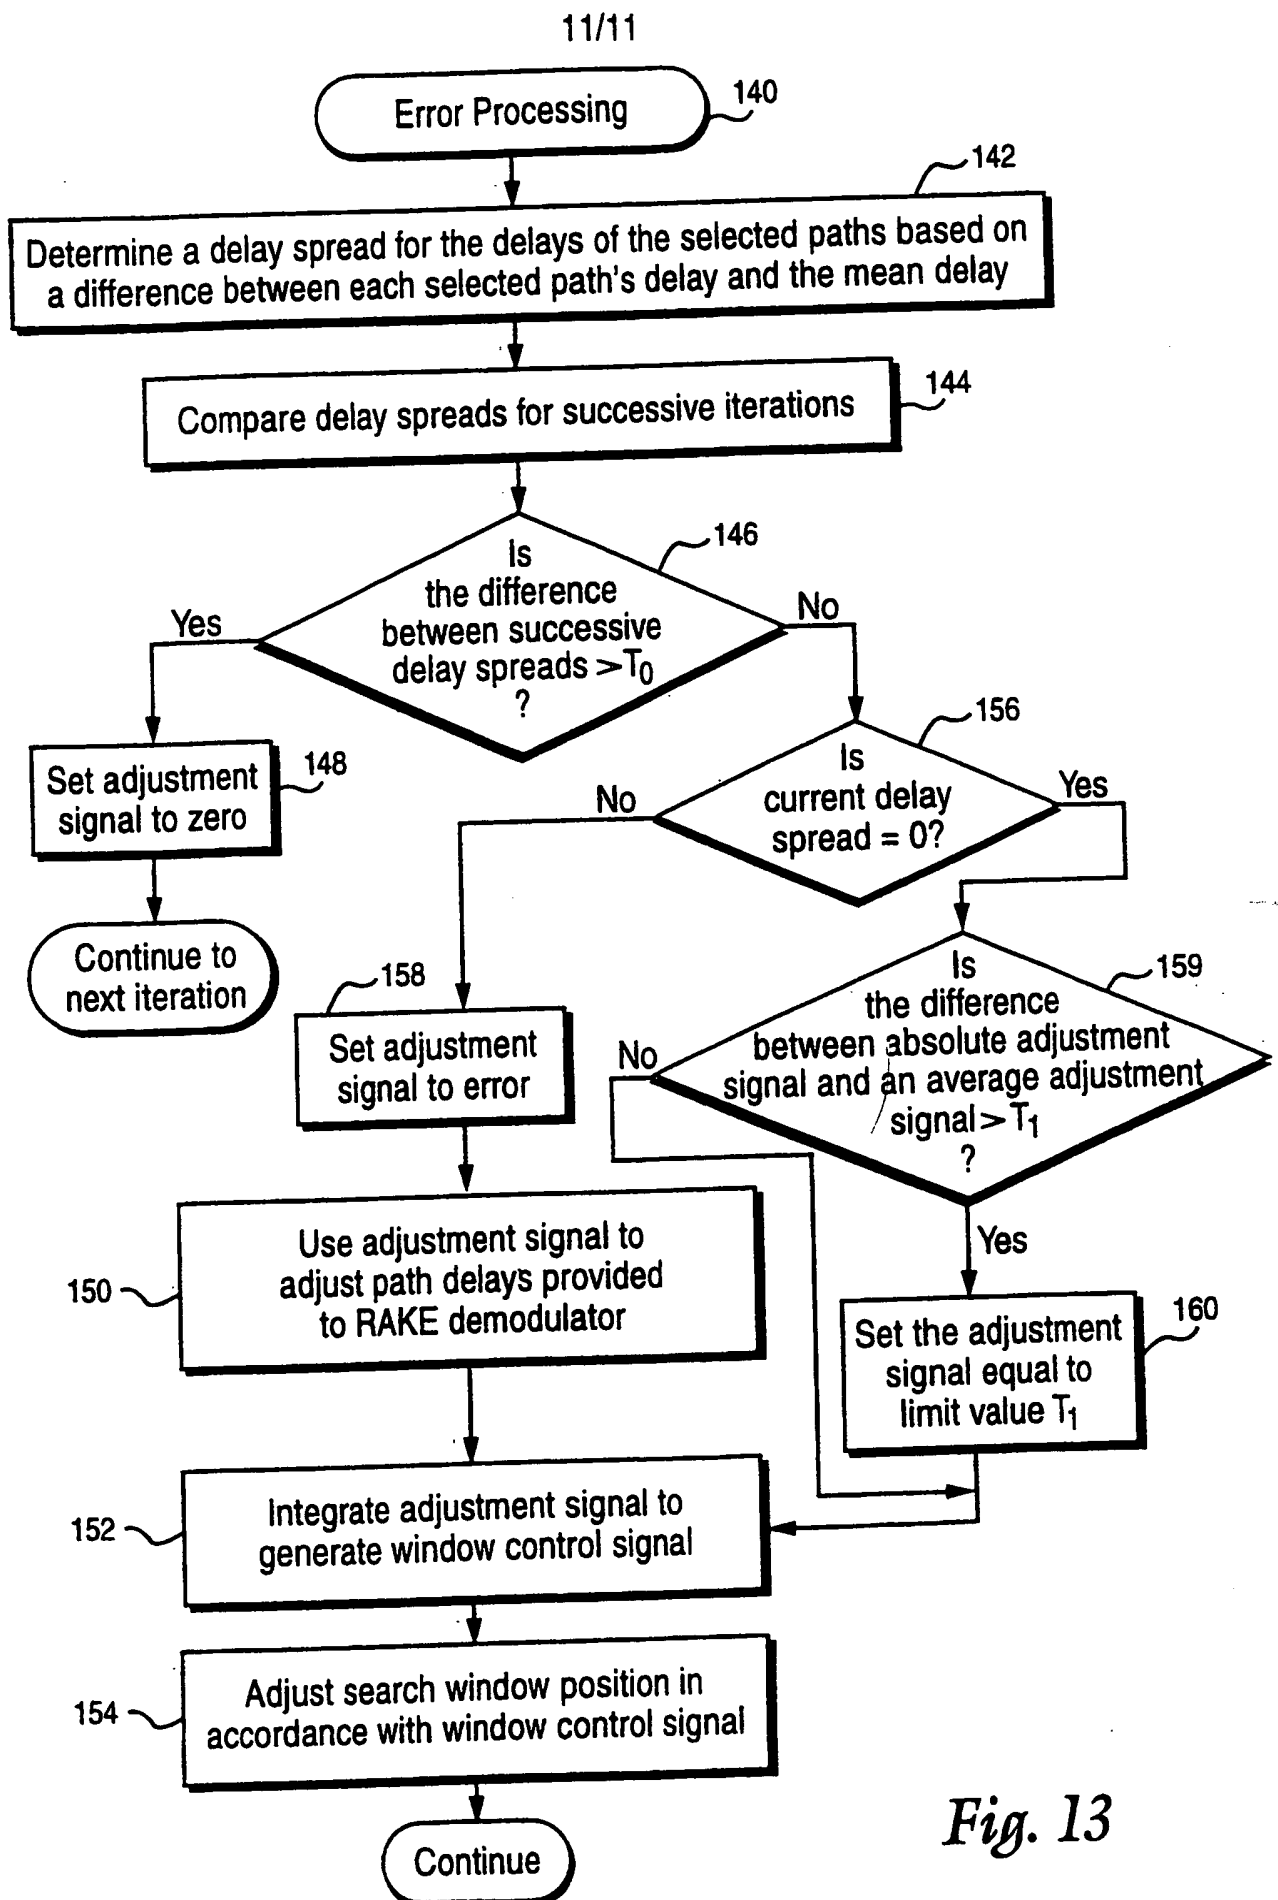 11/11
Error Processing
140
142
Determine a delay spread for the delays of the selected paths based on
a difference between each selected path's delay and the mean delay
Compare delay spreads for successive iterations
144
146
Is
the difference
between successive
delay spreads >T0
?
Yes
No
156
Is
current delay
spread = 0?
No
Yes
Set adjustment
signal to zero
148
Continue to
next iteration
158
Set adjustment
signal to error
159
Is
the difference
between absolute adjustment
signal and an average adjustment
signal> T1
?
No
Yes
150
Use adjustment signal to
adjust path delays provided
to RAKE demodulator
160
Set the adjustment
signal equal to
limit value T1
152
Integrate adjustment signal to
generate window control signal
154
Adjust search window position in
accordance with window control signal
Continue
Fig. 13